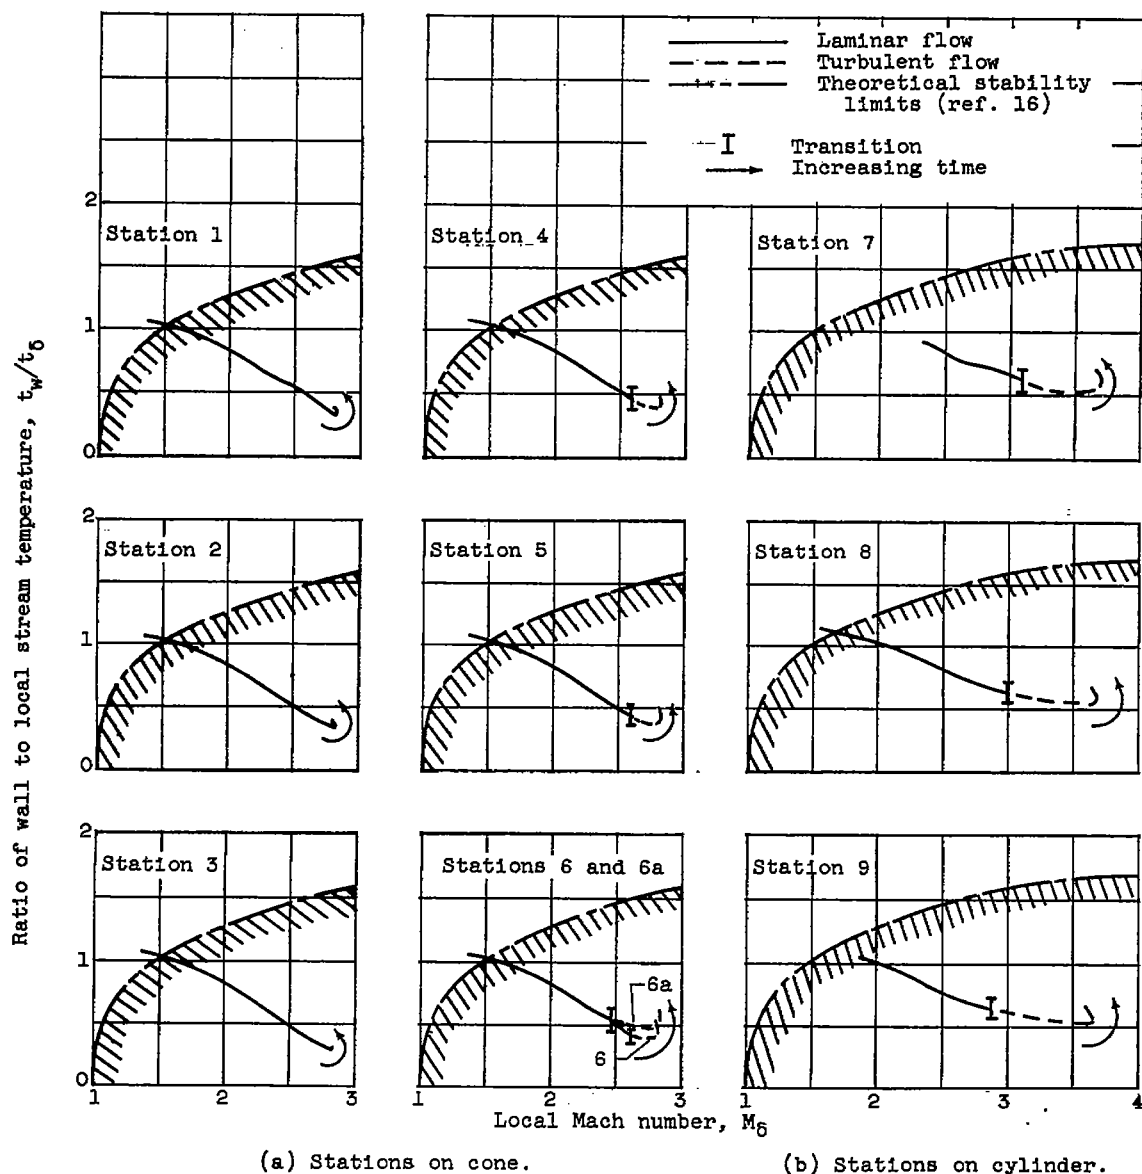 Laminar flow
Turbulent flow
Theoretical stability
limits (ref. 16)
Transition
Increasing time
Ratio of wall to local stream temperature, t_w/t_δ
2
1
0
Station 1
Station 4
Station 7
2
1
0
Station 2
Station 5
Station 8
2
1
0
Station 3
Stations 6 and 6a
6a
6
Station 9
1 2 3 1 2 3 1 2 3 4
Local Mach number, M_δ
(a) Stations on cone.
(b) Stations on cylinder.